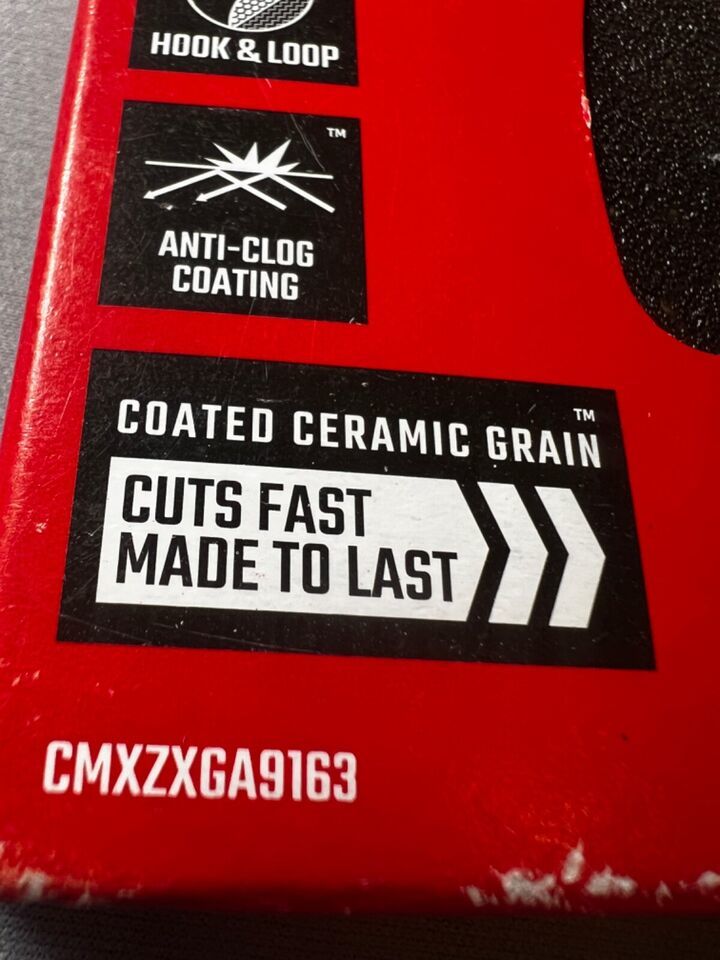 HOOK & LOOP
TM
ANTI-CLOG
COATING
TM
COATED CERAMIC GRAIN
CUTS FAST
MADE TO LAST
CMXZXGA9163